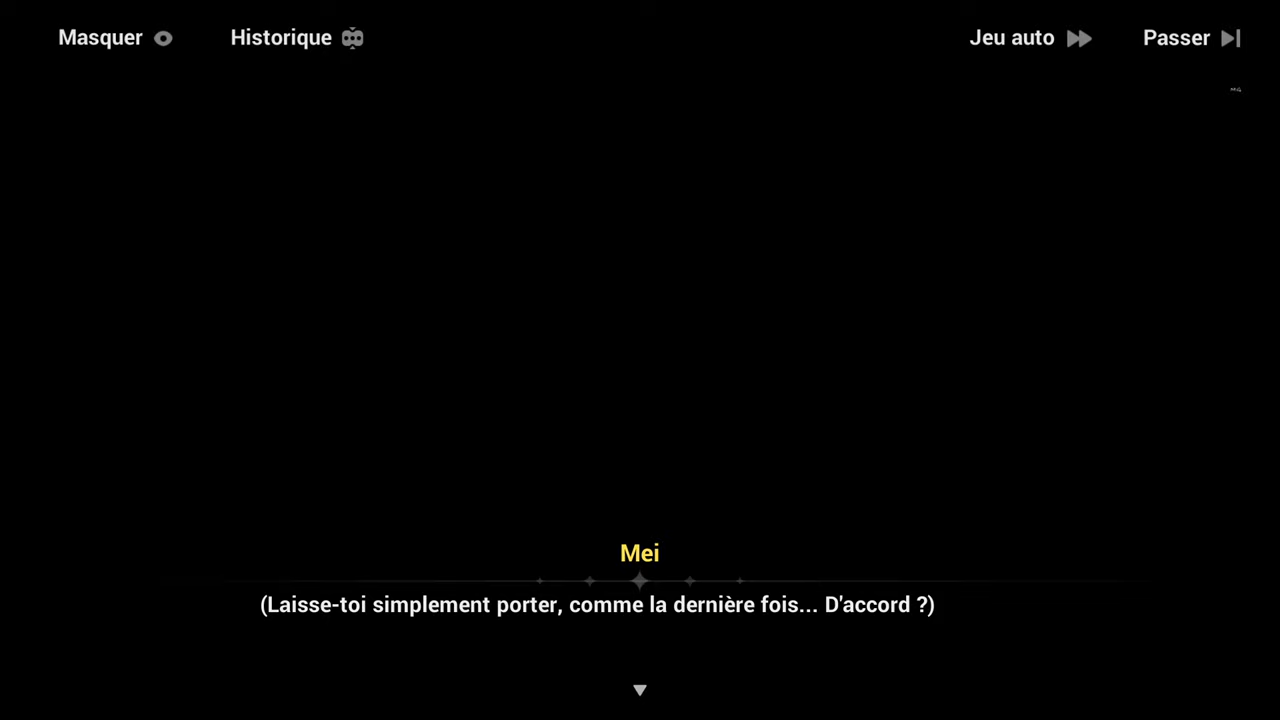 Masquer
Historique
Jeu auto
Passer
Mei
(Laisse-toi simplement porter, comme la dernière fois... D'accord ?)